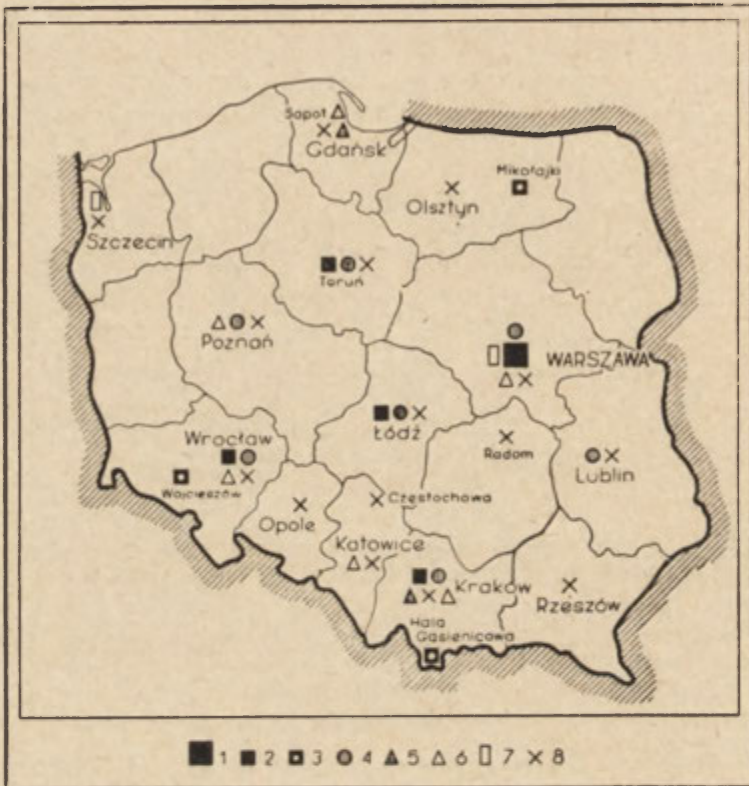 Sopot
Gdańsk
Mikołajki
Olsztyn
Szczecin
Toruń
Poznań
WARSZAWA
Łódź
Wrocław
Radom
Lublin
Wojcieszów
Częstochowa
Opole
Katowice
Kraków
Rzeszów
Hala
Gąsienicowa
1 2 3 4 5 6 7 8